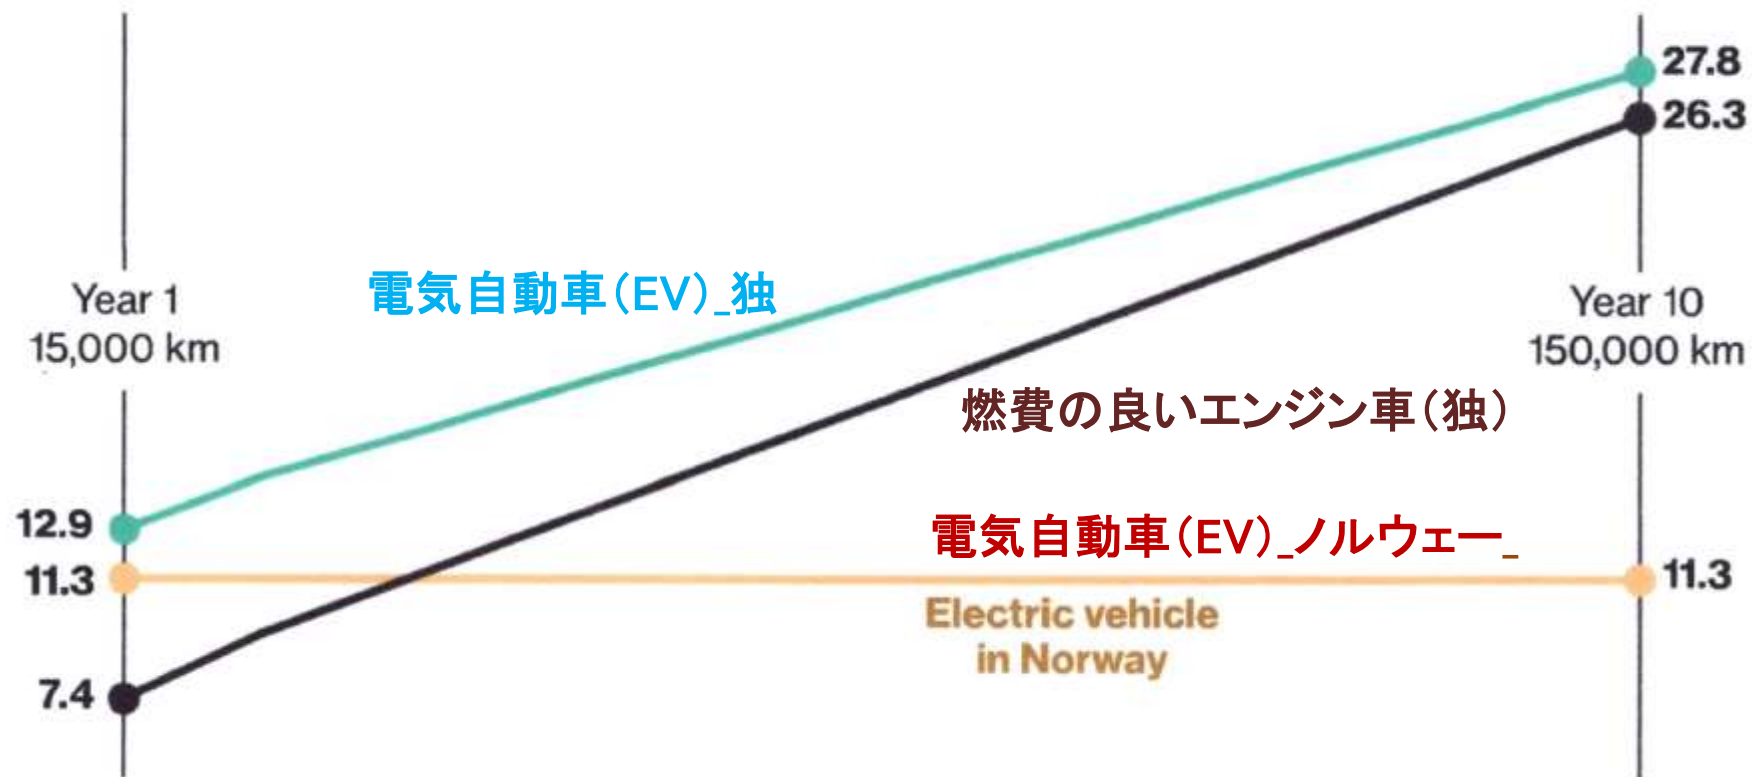 27.8
26.3
電気自動車（EV）_独
Year 1
15,000 km
Year 10
150,000 km
燃費の良いエンジン車（独）
12.9
電気自動車（EV）_ノルウェー_
11.3
11.3
Electric vehicle
in Norway
7.4